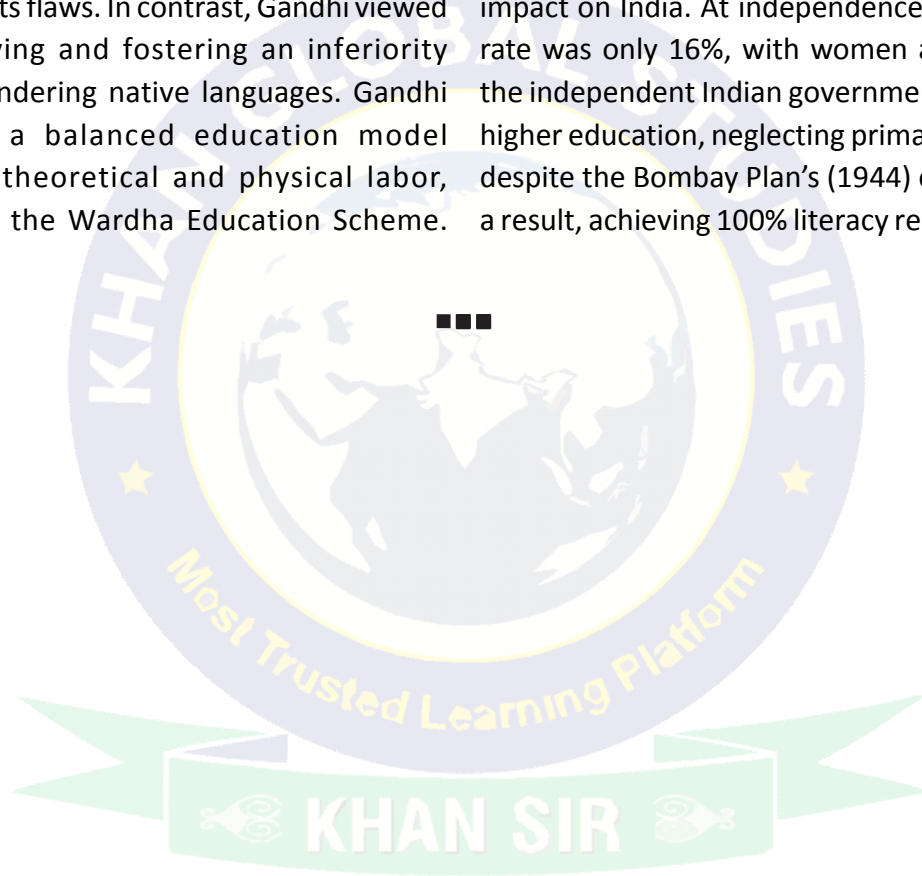 ts flaws. In contrast, Gandhi viewed
ving and fostering an inferiority
ndering native languages. Gandhi
a balanced education model
theoretical and physical labor,
the Wardha Education Scheme.
impact on India. At independence
rate was only 16%, with women a
the independent Indian governme
higher education, neglecting prima
despite the Bombay Plan's (1944)
a result, achieving 100% literacy re
KHAN GLOBAL STUDIES
Most Trusted Learning Platform
KHAN SIR